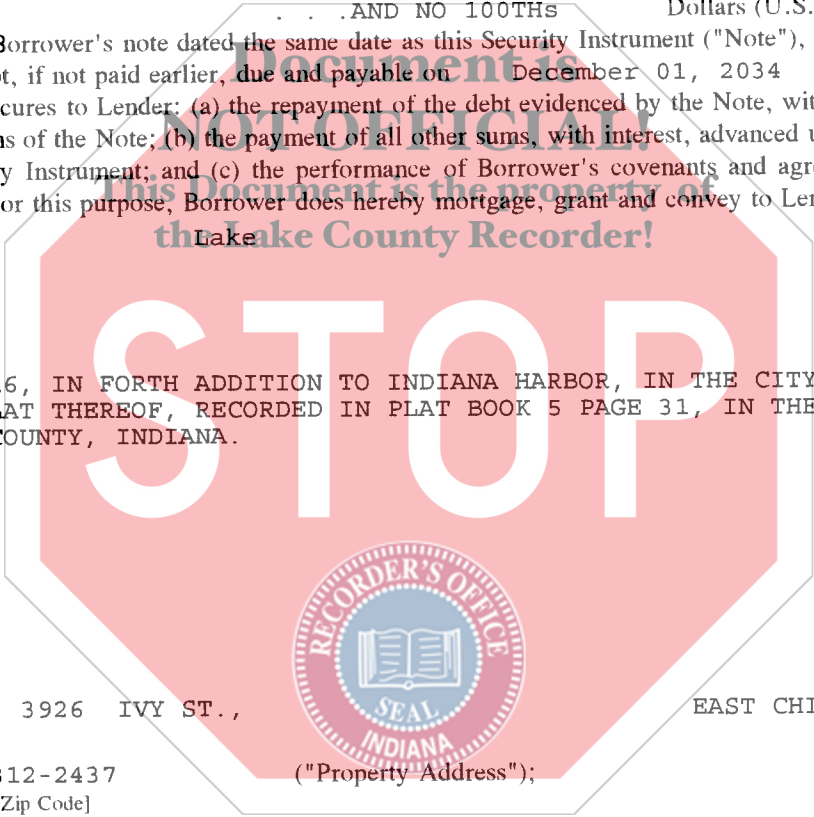 . . .AND NO 100THs Dollars (U.S.
Borrower's note dated the same date as this Security Instrument ("Note"),
t, if not paid earlier, due and payable on December 01, 2034
cures to Lender: (a) the repayment of the debt evidenced by the Note, wit
s of the Note; (b) the payment of all other sums, with interest, advanced u
y Instrument; and (c) the performance of Borrower's covenants and agr
or this purpose, Borrower does hereby mortgage, grant and convey to Len
Lake
Document is
NOT OFFICIAL!
This Document is the property of
the Lake County Recorder!
STOP
6, IN FORTH ADDITION TO INDIANA HARBOR, IN THE CITY
AT THEREOF, RECORDED IN PLAT BOOK 5 PAGE 31, IN THE
COUNTY, INDIANA.
RECORDER'S OFFICE
SEAL
INDIANA
3926 IVY ST., EAST CHI
312-2437 ("Property Address");
Zip Code]